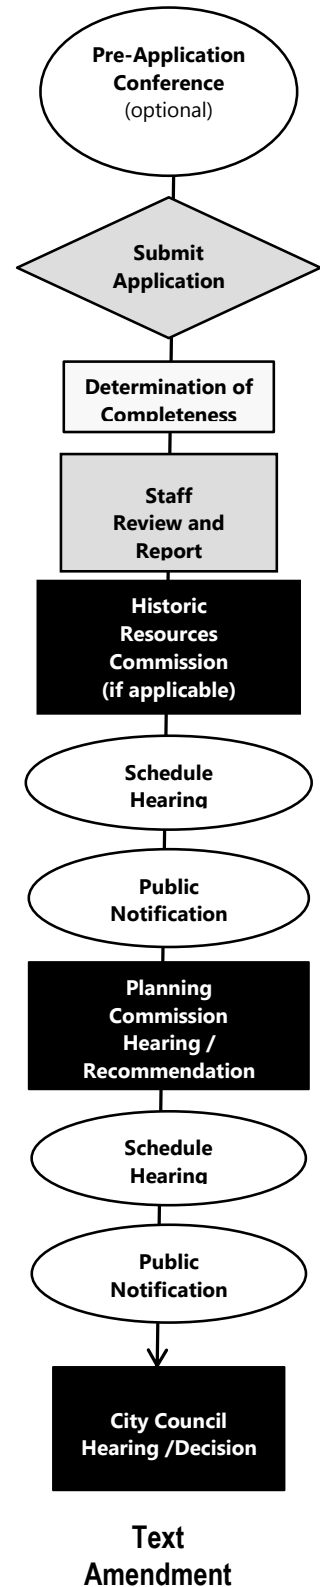 Pre-Application
Conference
(optional)
Submit
Application
Determination of
Completeness
Staff
Review and
Report
Historic
Resources
Commission
(if applicable)
Schedule
Hearing
Public
Notification
Planning
Commission
Hearing /
Recommendation
Schedule
Hearing
Public
Notification
City Council
Hearing /Decision
Text
Amendment